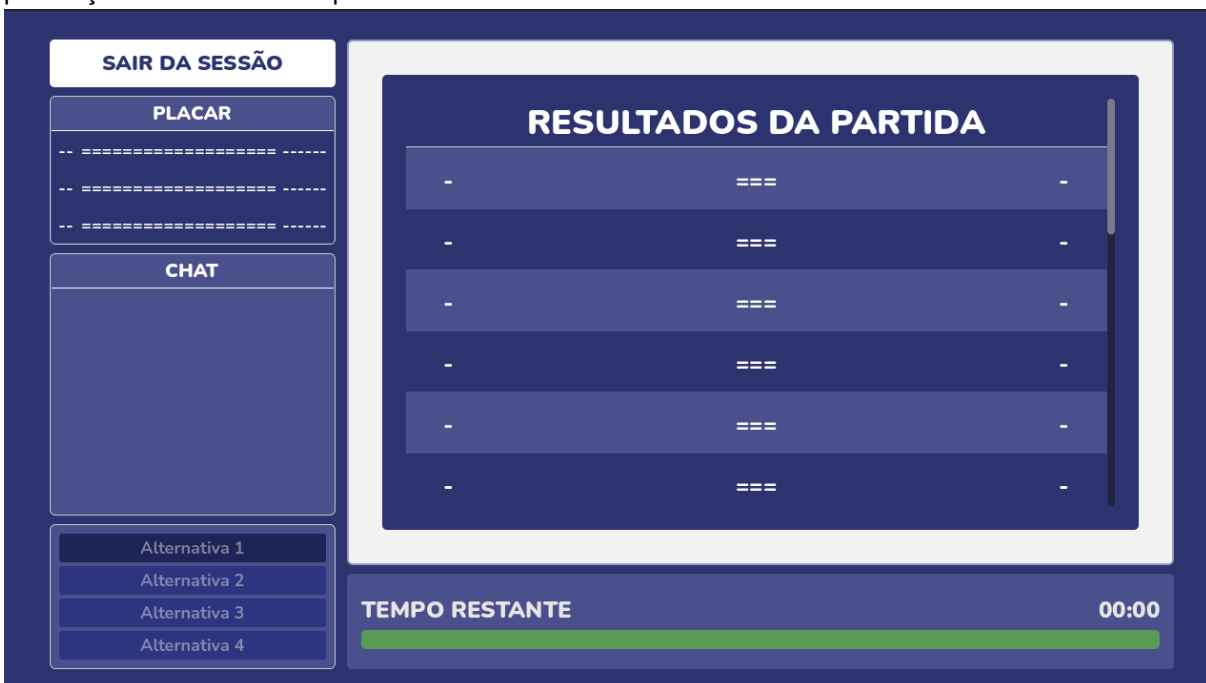 SAIR DA SESSÃO
PLACAR
-- =================== ------
-- =================== ------
-- =================== ------
CHAT
Alternativa 1
Alternativa 2
Alternativa 3
Alternativa 4
RESULTADOS DA PARTIDA
- === -
- === -
- === -
- === -
- === -
- === -
TEMPO RESTANTE 00:00